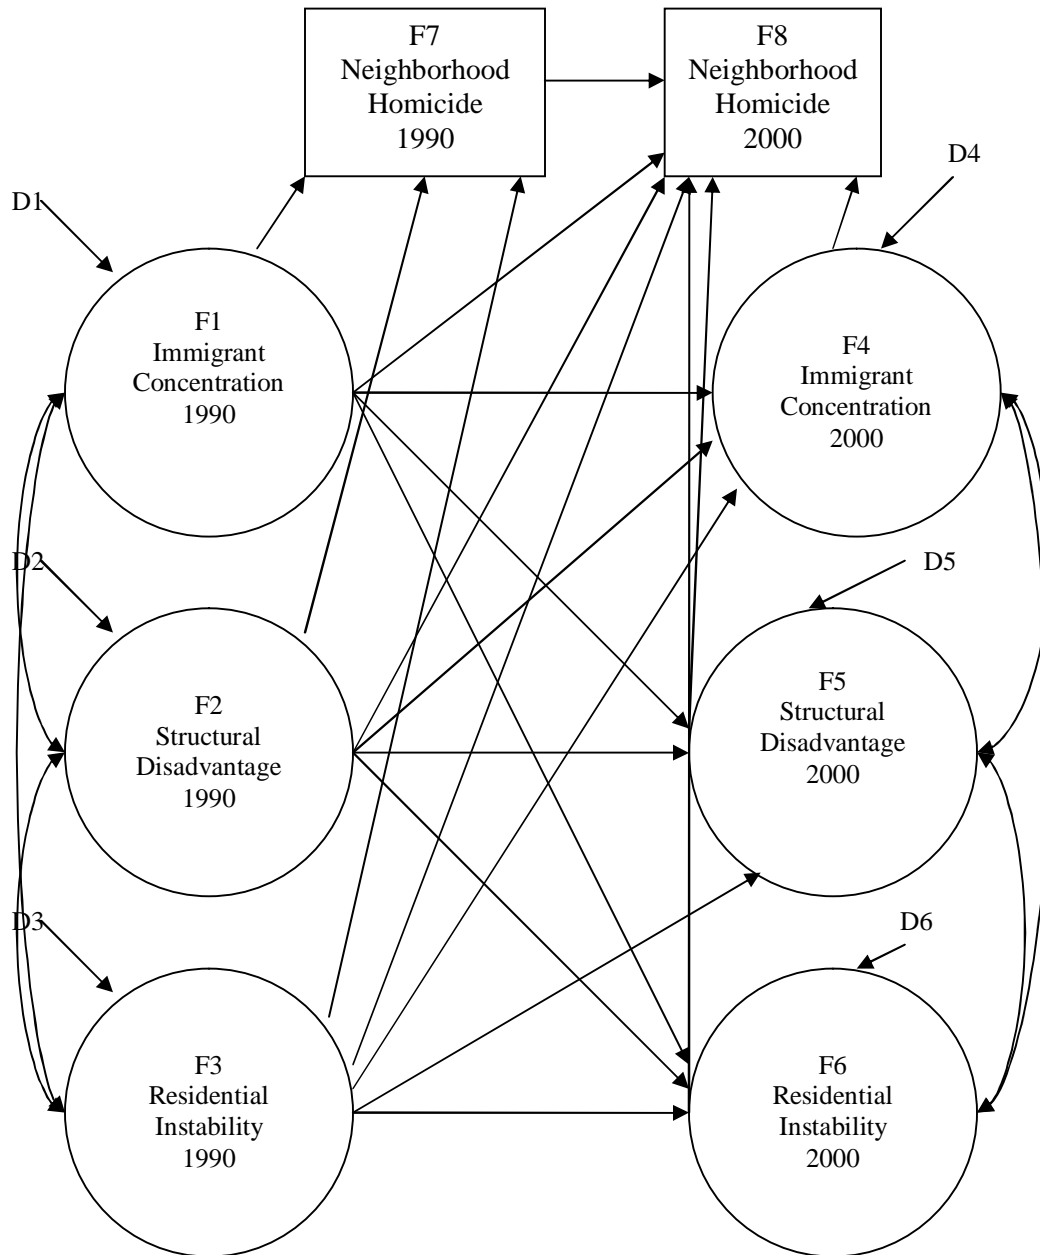 F7
Neighborhood
Homicide
1990
F8
Neighborhood
Homicide
2000
D4
D1
F1
Immigrant
Concentration
1990
F4
Immigrant
Concentration
2000
D2
D5
F2
Structural
Disadvantage
1990
F5
Structural
Disadvantage
2000
D3
D6
F3
Residential
Instability
1990
F6
Residential
Instability
2000